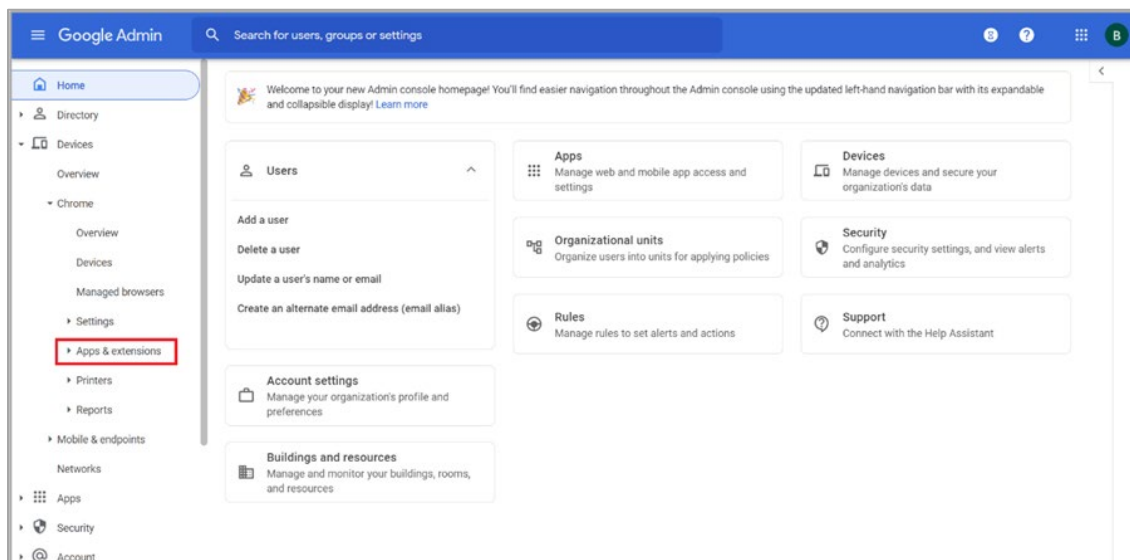 Google Admin
Search for users, groups or settings
B
Home
Directory
Devices
Overview
Chrome
Overview
Devices
Managed browsers
Settings
Apps & extensions
Printers
Reports
Mobile & endpoints
Networks
Apps
Security
Account
Welcome to your new Admin console homepage! You'll find easier navigation throughout the Admin console using the updated left-hand navigation bar with its expandable
and collapsible display! Learn more
Users
Add a user
Delete a user
Update a user's name or email
Create an alternate email address (email alias)
Account settings
Manage your organization's profile and
preferences
Buildings and resources
Manage and monitor your buildings, rooms,
and resources
Apps
Manage web and mobile app access and
settings
Organizational units
Organize users into units for applying policies
Rules
Manage rules to set alerts and actions
Devices
Manage devices and secure your
organization's data
Security
Configure security settings, and view alerts
and analytics
Support
Connect with the Help Assistant